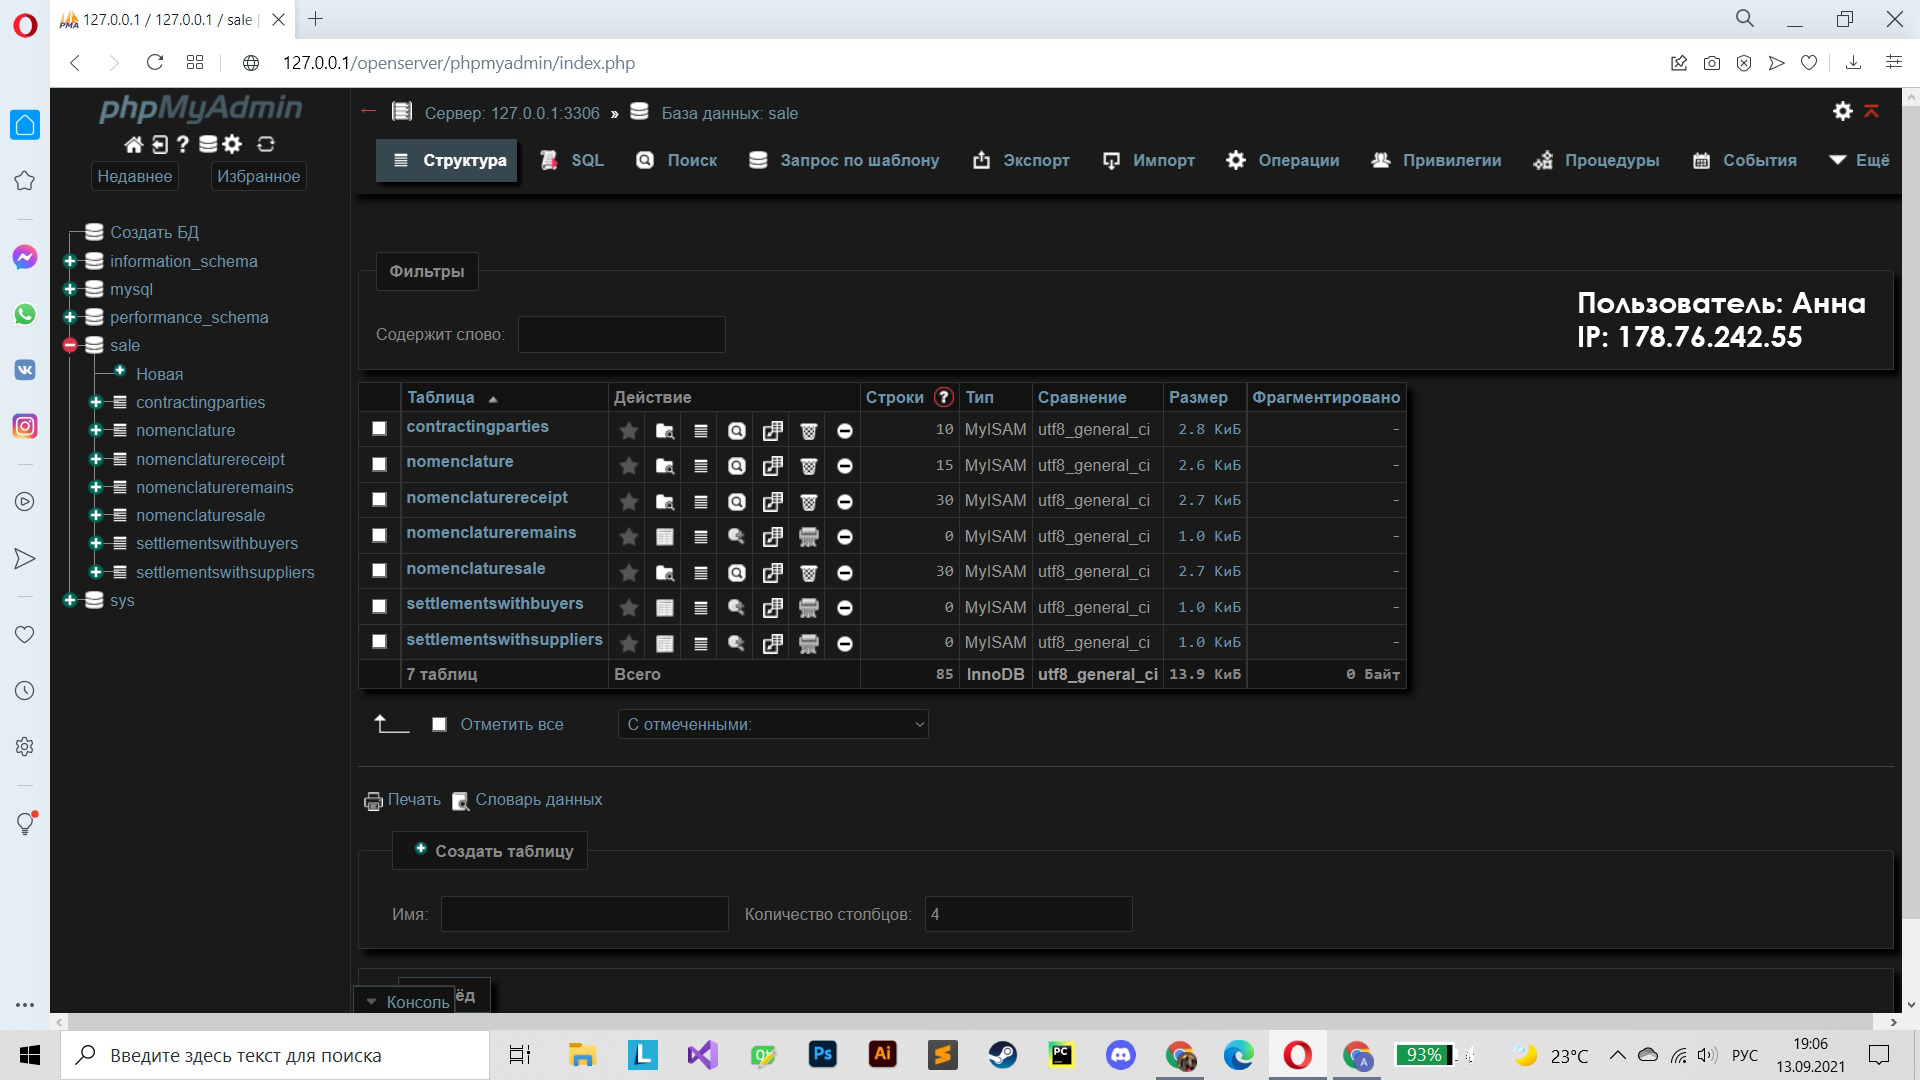 127.0.0.1 / 127.0.0.1 / sale |
127.0.0.1/openserver/phpmyadmin/index.php
phpMyAdmin
Недавнее Избранное
Создать БД
information_schema
mysql
performance_schema
sale
Новая
contractingparties
nomenclature
nomenclaturereceipt
nomenclatureremains
nomenclaturesale
settlementswithbuyers
settlementswithsuppliers
sys
Сервер: 127.0.0.1:3306 » База данных: sale
Структура SQL Поиск Запрос по шаблону Экспорт Импорт Операции Привилегии Процедуры События Ещё
Фильтры
Содержит слово:
Пользователь: Анна
IP: 178.76.242.55
Таблица Действие Строки ? Тип Сравнение Размер Фрагментировано
contractingparties 10 MyISAM utf8_general_ci 2.8 КиБ -
nomenclature 15 MyISAM utf8_general_ci 2.6 КиБ -
nomenclaturereceipt 30 MyISAM utf8_general_ci 2.7 КиБ -
nomenclatureremains 0 MyISAM utf8_general_ci 1.0 КиБ -
nomenclaturesale 30 MyISAM utf8_general_ci 2.7 КиБ -
settlementswithbuyers 0 MyISAM utf8_general_ci 1.0 КиБ -
settlementswithsuppliers 0 MyISAM utf8_general_ci 1.0 КиБ -
7 таблиц Всего 85 InnoDB utf8_general_ci 13.9 КиБ 0 Байт
Отметить все С отмеченными:
Печать Словарь данных
Создать таблицу
Имя: Количество столбцов: 4
Консоль
Введите здесь текст для поиска
93% 23°C РУС 19:06
13.09.2021